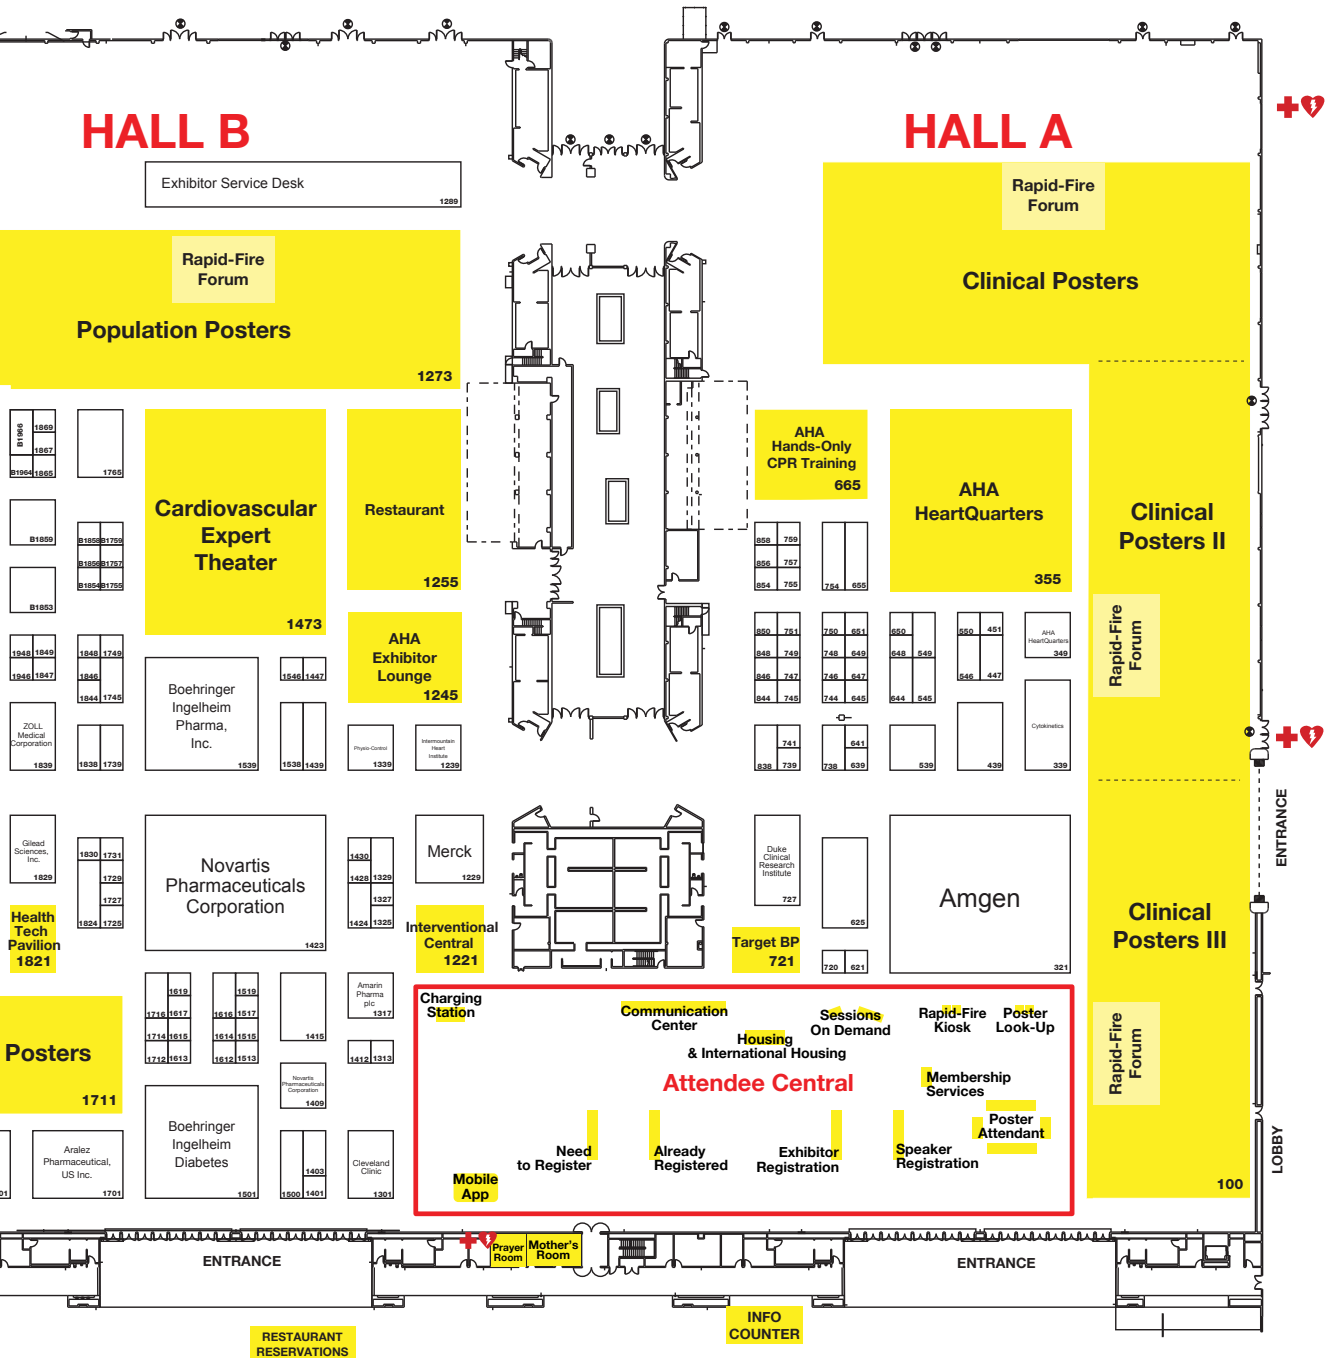 HALL B
HALL A
Exhibitor Service Desk
1289
Rapid-Fire
Forum
Population Posters
1273
Rapid-Fire
Forum
Clinical Posters
B1966
1869
1867
B1964
1865
1765
B1859
B1858
B1759
B1856
B1757
B1854
B1755
B1853
Cardiovascular
Expert
Theater
1473
Restaurant
1255
AHA
Exhibitor
Lounge
1245
AHA
Hands-Only
CPR Training
665
AHA
HeartQuarters
355
Clinical
Posters II
Rapid-Fire
Forum
858
759
856
757
854
755
754
655
850
751
848
749
846
747
844
745
750
651
748
649
746
647
744
645
650
648
549
644
545
550
451
546
447
AHA
HeartQuarters
349
1948
1849
1946
1847
1848
1749
1846
1844
1745
ZOLL
Medical
Corporation
1839
1838
1739
Boehringer
Ingelheim
Pharma,
Inc.
1539
1546
1447
1538
1439
Physio-Control
1339
Intermountain
Heart
Institute
1239
741
838
739
641
738
639
539
439
Cytokinetics
339
ENTRANCE
Gilead
Sciences,
Inc.
1829
1830
1731
1729
1727
1824
1725
Novartis
Pharmaceuticals
Corporation
1423
1430
1428
1329
1327
1424
1325
Merck
1229
Duke
Clinical
Research
Institute
727
625
Amgen
321
Clinical
Posters III
Health
Tech
Pavilion
1821
Interventional
Central
1221
Target BP
721
720
621
1619
1716
1617
1714
1615
1712
1613
1519
1616
1517
1614
1515
1612
1513
1415
Amarin
Pharma
plc
1317
1412
1313
Posters
1711
Novartis
Pharmaceuticals
Corporation
1409
Charging
Station
Communication
Center
Housing
& International Housing
Sessions
On Demand
Rapid-Fire
Kiosk
Poster
Look-Up
Attendee Central
Membership
Services
Poster
Attendant
Need
to Register
Already
Registered
Exhibitor
Registration
Speaker
Registration
Mobile
App
Rapid-Fire
Forum
100
LOBBY
01
Aralez
Pharmaceutical,
US Inc.
1701
Boehringer
Ingelheim
Diabetes
1501
1403
1500
1401
Cleveland
Clinic
1301
ENTRANCE
Prayer
Room
Mother's
Room
ENTRANCE
RESTAURANT
RESERVATIONS
INFO
COUNTER